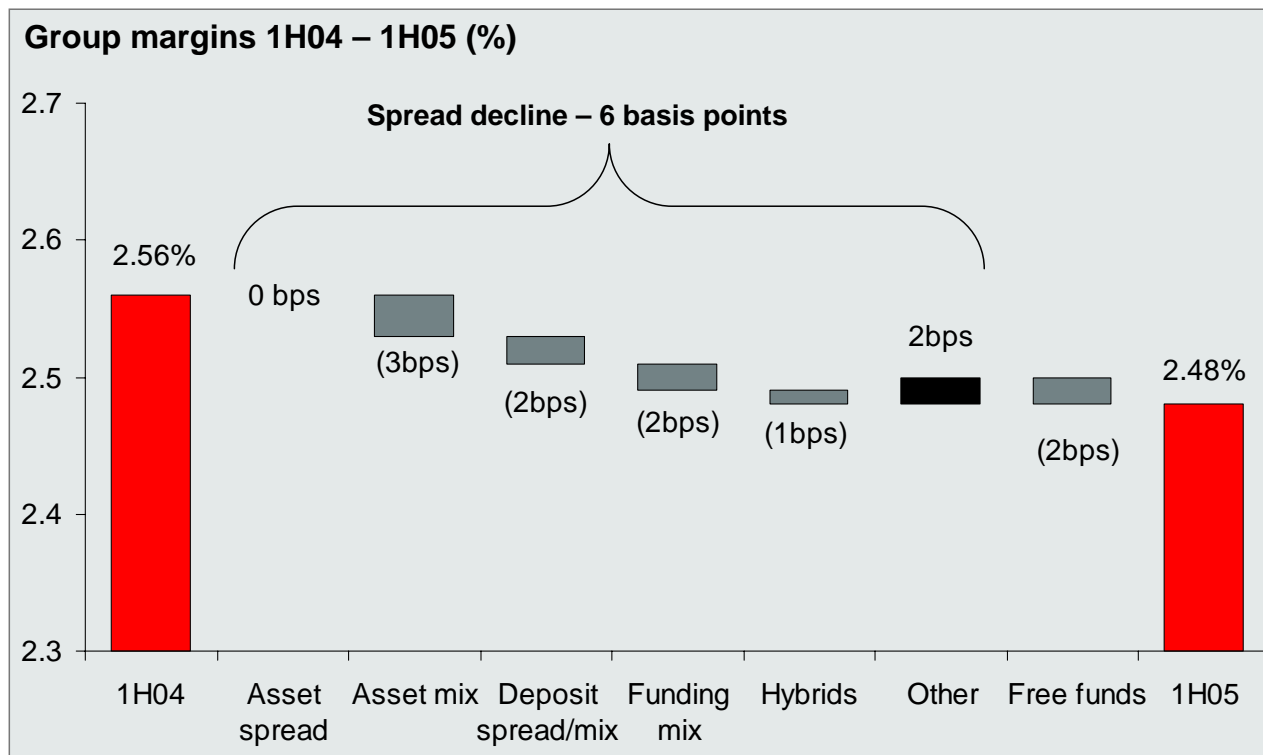 Group margins 1H04 – 1H05 (%)
2.7
Spread decline – 6 basis points
2.6
2.56%
0 bps
2bps
(3bps)
2.5
2.48%
(2bps)
(2bps)
(1bps)
(2bps)
2.4
2.3
1H04
Asset
spread
Asset mix
Deposit
spread/mix
Funding
mix
Hybrids
Other
Free funds
1H05